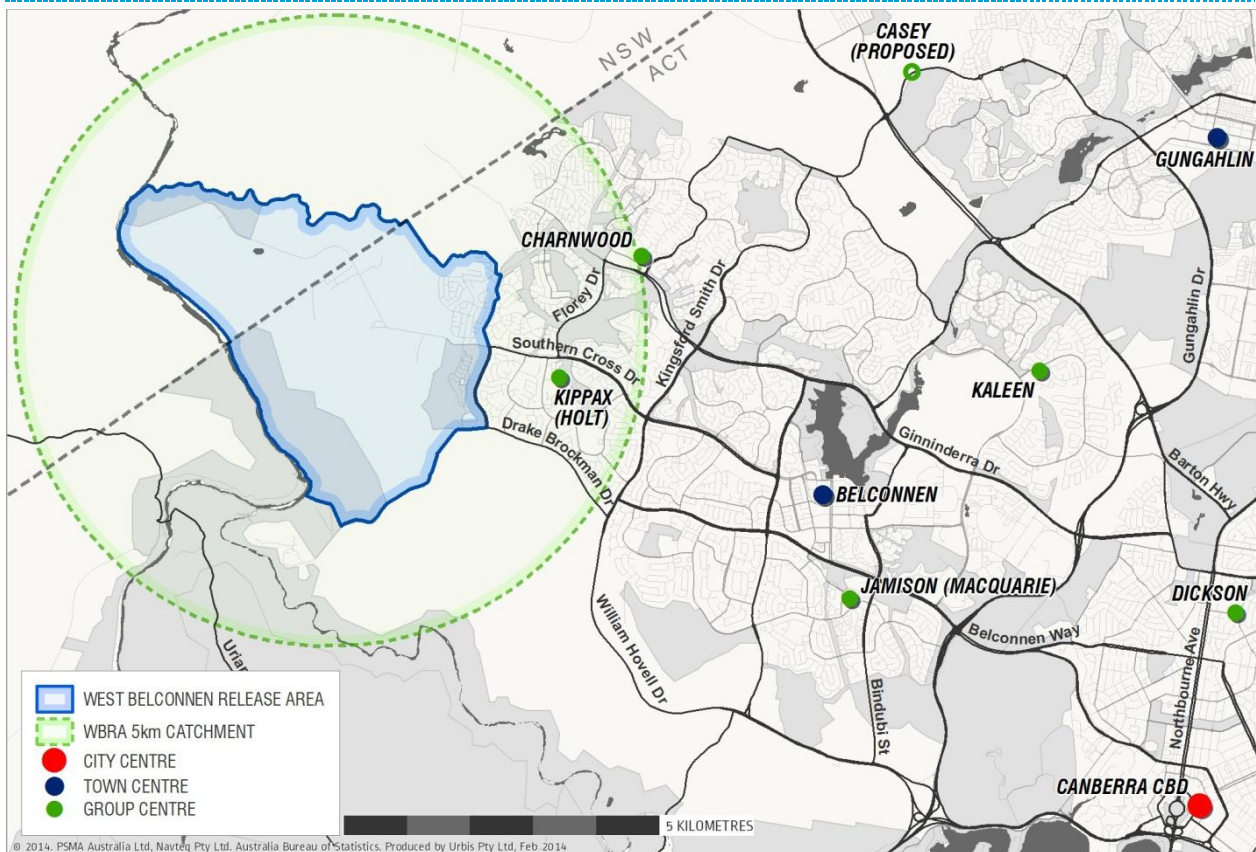 NSW
ACT
CASEY
(PROPOSED)
GUNGAHLIN
CHARNWOOD
Florey Dr
Kingsford Smith Dr
Gungahlin Dr
Southern Cross Dr
KIPPAX
(HOLT)
KALEEN
Drake Brockman Dr
Ginninderra Dr
Barton Hwy
BELCONNEN
JAMISON (MACQUARIE)
DICKSON
William Hovell Dr
Belconnen Way
Bindubi St
Northbourne Ave
CANBERRA CBD
WEST BELCONNEN RELEASE AREA
WBRA 5km CATCHMENT
CITY CENTRE
TOWN CENTRE
GROUP CENTRE
5 KILOMETRES
© 2014. PSMA Australia Ltd, Navteq Pty Ltd. Australia Bureau of Statistics. Produced by Urbis Pty Ltd, Feb 2014